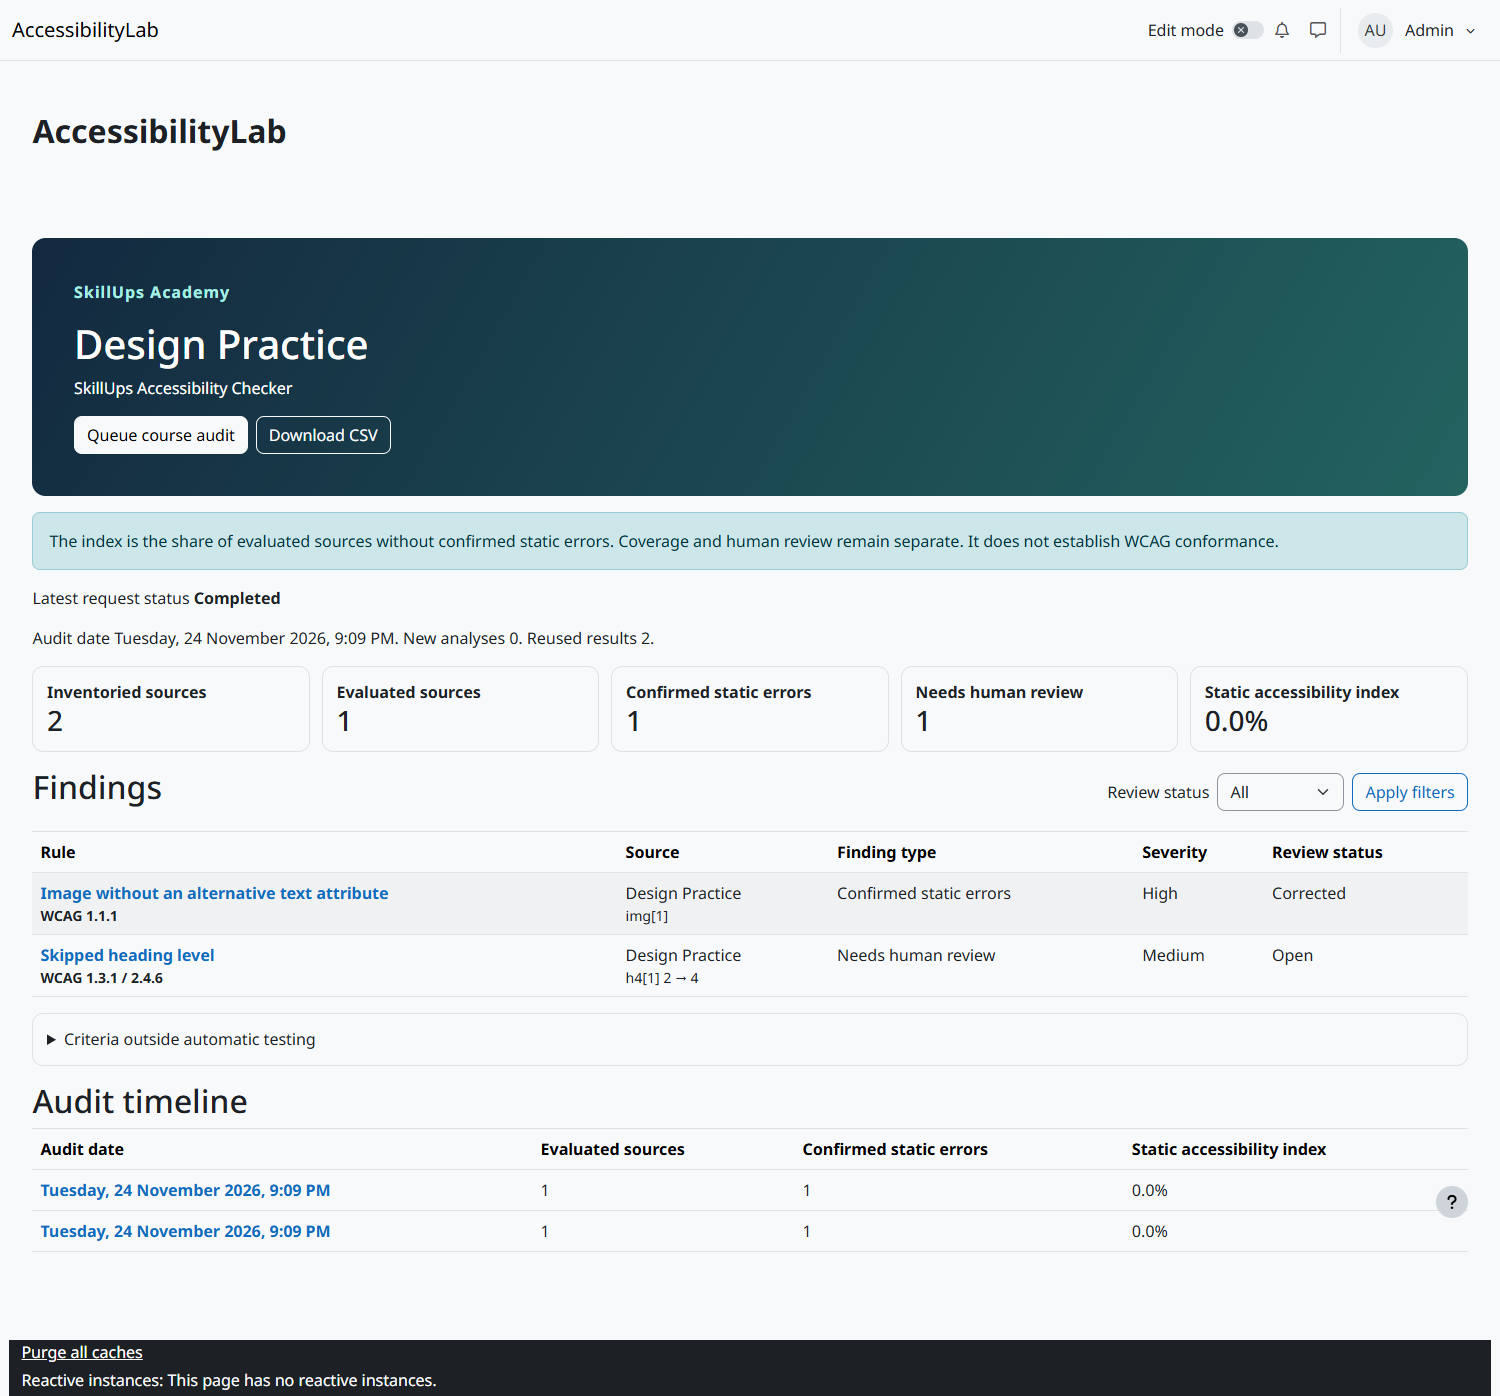 AccessibilityLab
Edit mode
AU
Admin
AccessibilityLab
SkillUps Academy
Design Practice
SkillUps Accessibility Checker
Queue course audit
Download CSV
The index is the share of evaluated sources without confirmed static errors. Coverage and human review remain separate. It does not establish WCAG conformance.
Latest request status Completed
Audit date Tuesday, 24 November 2026, 9:09 PM. New analyses 0. Reused results 2.
Inventoried sources
2
Evaluated sources
1
Confirmed static errors
1
Needs human review
1
Static accessibility index
0.0%
Findings
Review status
All
Apply filters
Rule Source Finding type Severity Review status
Image without an alternative text attribute Design Practice Confirmed static errors High Corrected
WCAG 1.1.1 img[1]
Skipped heading level Design Practice Needs human review Medium Open
WCAG 1.3.1 / 2.4.6 h4[1] 2 → 4
Criteria outside automatic testing
Audit timeline
Audit date Evaluated sources Confirmed static errors Static accessibility index
Tuesday, 24 November 2026, 9:09 PM 1 1 0.0%
?
Tuesday, 24 November 2026, 9:09 PM 1 1 0.0%
Purge all caches
Reactive instances: This page has no reactive instances.